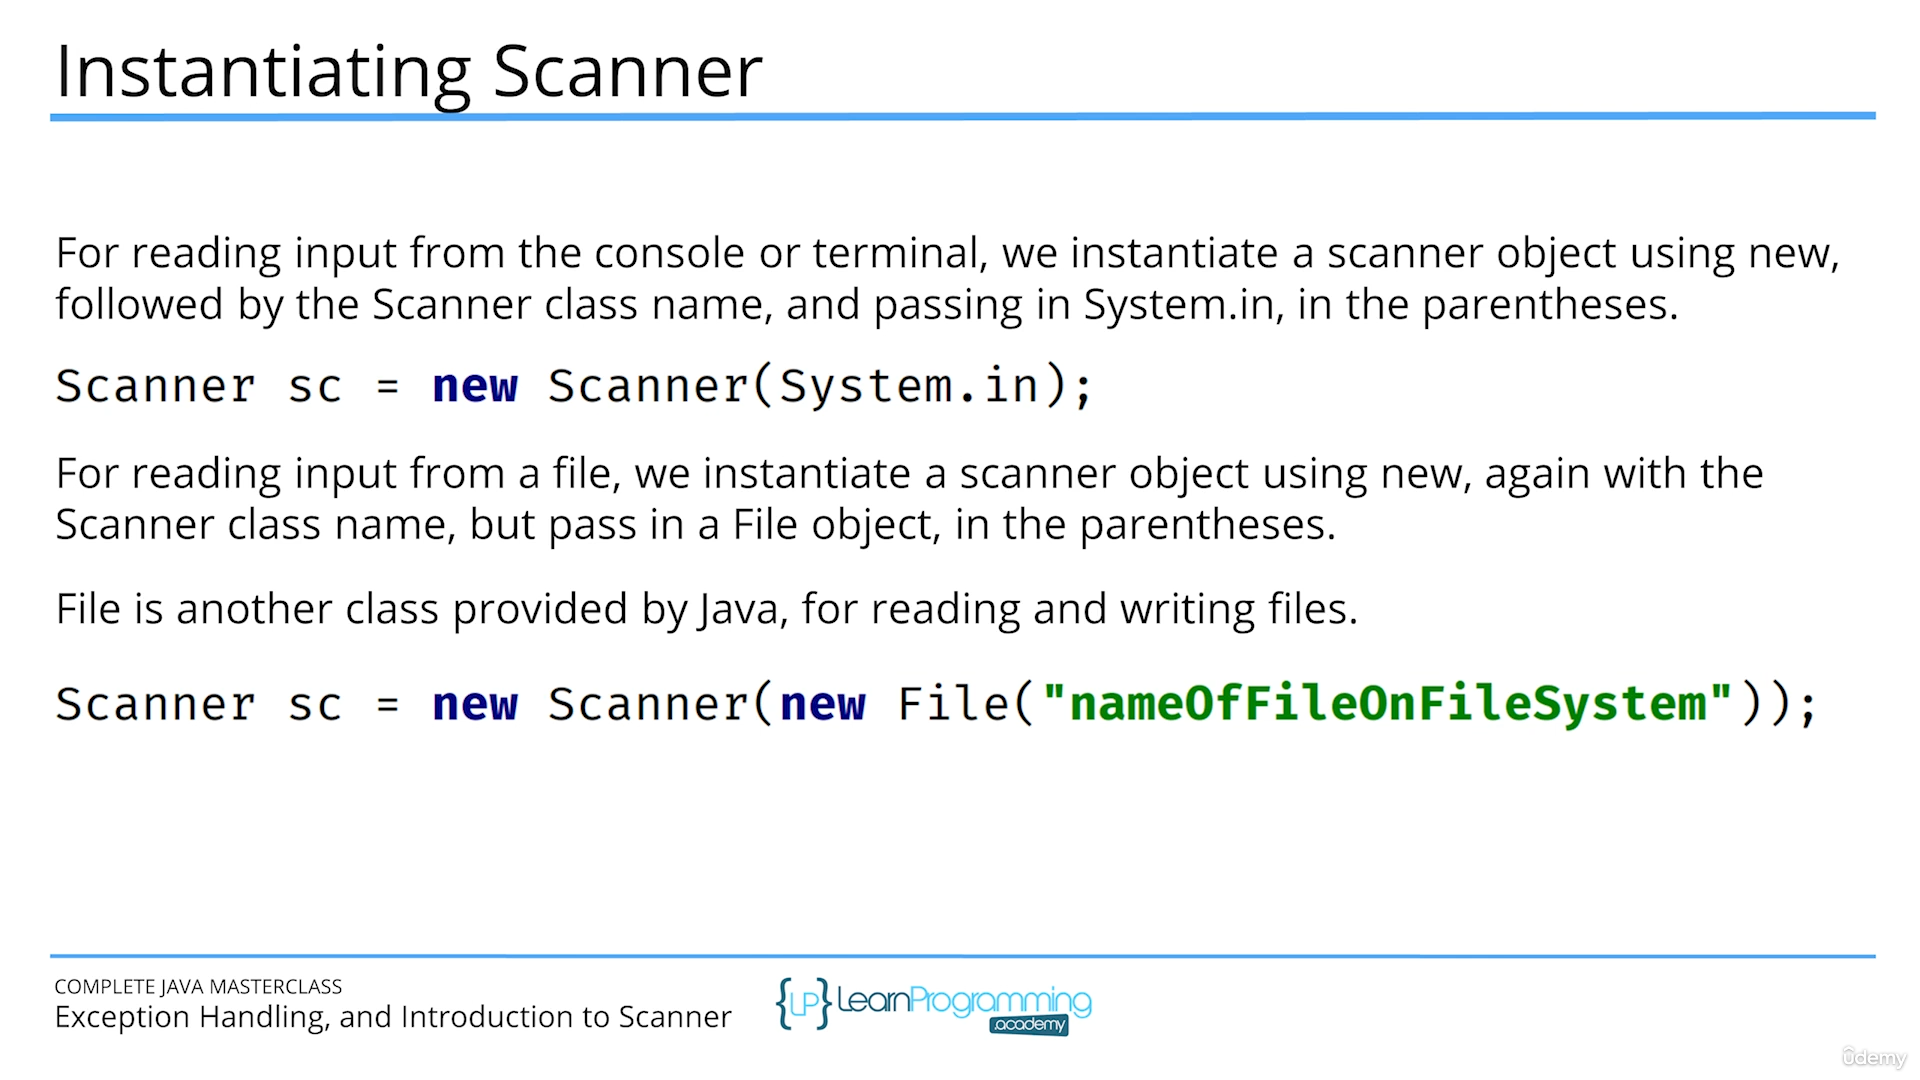 Instantiating Scanner
For reading input from the console or terminal, we instantiate a scanner object using new,
followed by the Scanner class name, and passing in System.in, in the parentheses.
Scanner sc = new Scanner(System.in);
For reading input from a file, we instantiate a scanner object using new, again with the
Scanner class name, but pass in a File object, in the parentheses.
File is another class provided by Java, for reading and writing files.
Scanner sc = new Scanner(new File("nameOfFileOnFileSystem"));
COMPLETE JAVA MASTERCLASS
Exception Handling, and Introduction to Scanner
{LP} LearnProgramming
.academy
udemy